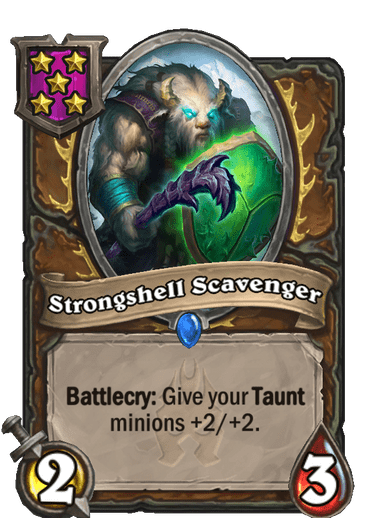 Strongshell Scavenger
Battlecry: Give your Taunt
minions +2/+2.
2
3